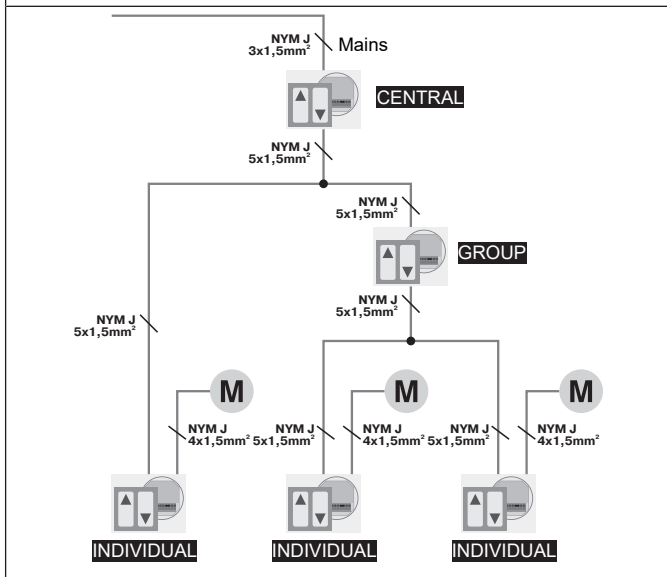 NYM J
3x1,5mm²
Mains
CENTRAL
NYM J
5x1,5mm²
NYM J
5x1,5mm²
GROUP
NYM J
5x1,5mm²
NYM J
5x1,5mm²
M
M
M
NYM J
4x1,5mm²
NYM J
5x1,5mm²
NYM J
4x1,5mm²
NYM J
5x1,5mm²
NYM J
4x1,5mm²
INDIVIDUAL
INDIVIDUAL
INDIVIDUAL